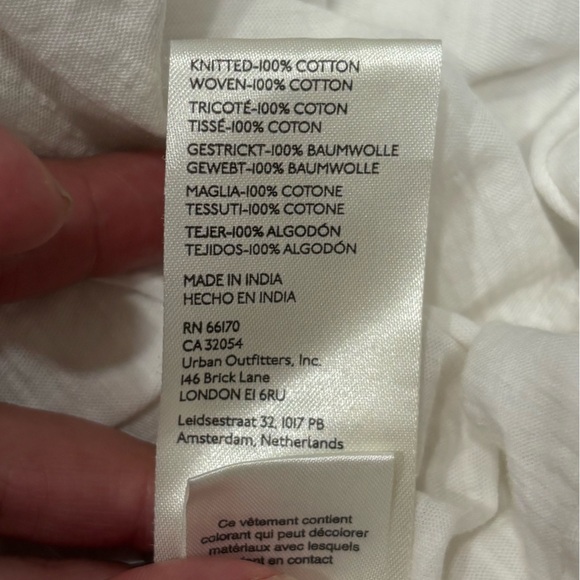 KNITTED-100% COTTON
WOVEN-100% COTTON
TRICOTÉ-100% COTON
TISSÉ-100% COTON
GESTRICKT-100% BAUMWOLLE
GEWEBT-100% BAUMWOLLE
MAGLIA-100% COTONE
TESSUTI-100% COTONE
TEJER-100% ALGODÓN
TEJIDOS-100% ALGODÓN
MADE IN INDIA
HECHO EN INDIA
RN 66170
CA 32054
Urban Outfitters, Inc.
146 Brick Lane
LONDON E1 6RU
Leidsestraat 32, 1017 PB
Amsterdam, Netherlands
Ce vêtement contient
colorant qui peut décolorer
matériaux avec lesquels
en contact